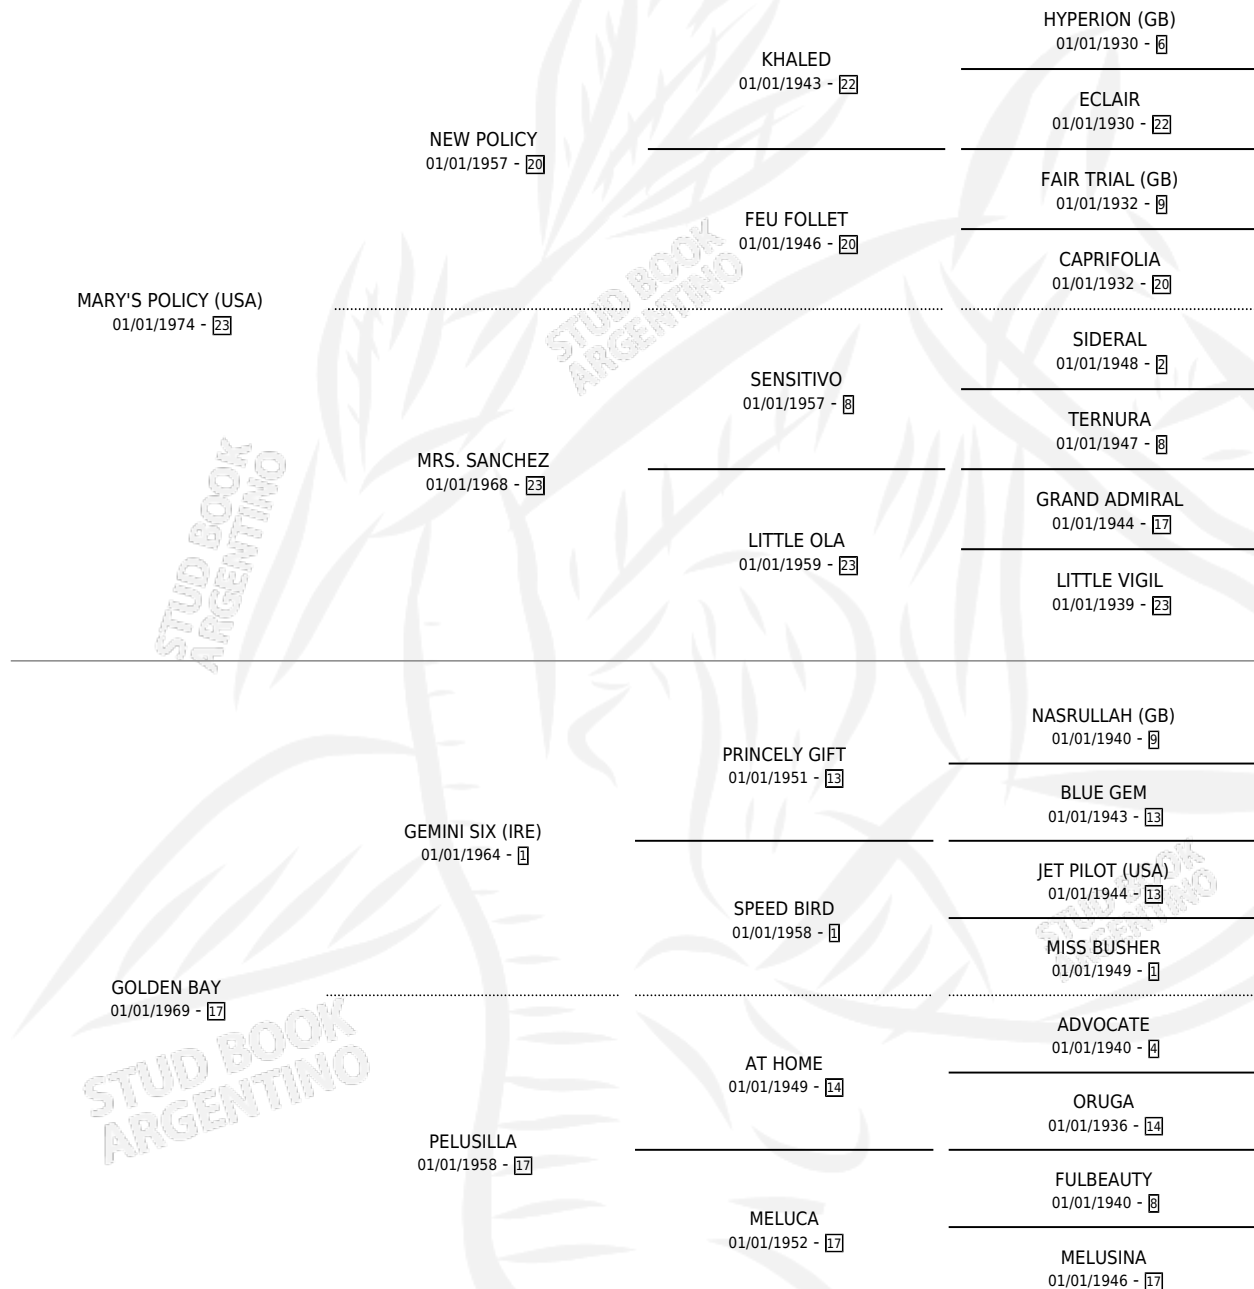 HYPERION (GB)
01/01/1930 - 6
KHALED
01/01/1943 - 22
ECLAIR
01/01/1930 - 22
NEW POLICY
01/01/1957 - 20
FAIR TRIAL (GB)
01/01/1932 - 9
FEU FOLLET
01/01/1946 - 20
CAPRIFOLIA
01/01/1932 - 20
MARY'S POLICY (USA)
01/01/1974 - 23
SIDERAL
01/01/1948 - 2
SENSITIVO
01/01/1957 - 8
TERNURA
01/01/1947 - 8
MRS. SANCHEZ
01/01/1968 - 23
GRAND ADMIRAL
01/01/1944 - 17
LITTLE OLA
01/01/1959 - 23
LITTLE VIGIL
01/01/1939 - 23
NASRULLAH (GB)
01/01/1940 - 9
PRINCELY GIFT
01/01/1951 - 13
BLUE GEM
01/01/1943 - 13
GEMINI SIX (IRE)
01/01/1964 - 1
JET PILOT (USA)
01/01/1944 - 13
SPEED BIRD
01/01/1958 - 1
MISS BUSHER
01/01/1949 - 1
GOLDEN BAY
01/01/1969 - 17
ADVOCATE
01/01/1940 - 4
AT HOME
01/01/1949 - 14
ORUGA
01/01/1936 - 14
PELUSILLA
01/01/1958 - 17
FULBEAUTY
01/01/1940 - 8
MELUCA
01/01/1952 - 17
MELUSINA
01/01/1946 - 17
STUD BOOK
ARGENTINO
STUD BOOK
ARGENTINO
STUD BOOK
ARGENTINO
STUD BOOK
ARGENTINO